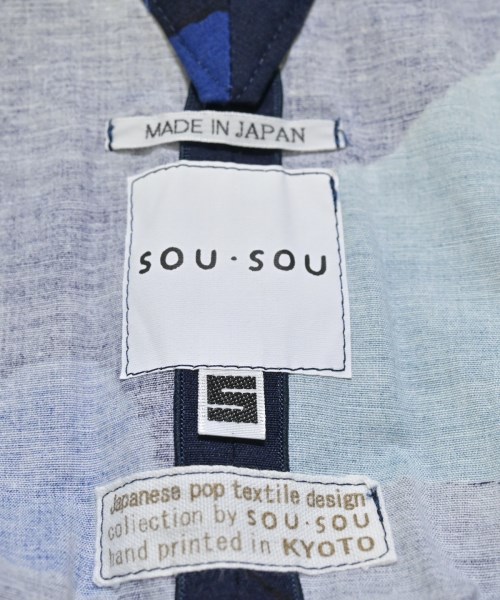 MADE IN JAPAN
SOU・SOU
S
Japanese pop textile design
collection by SOU・SOU
hand printed in KYOTO